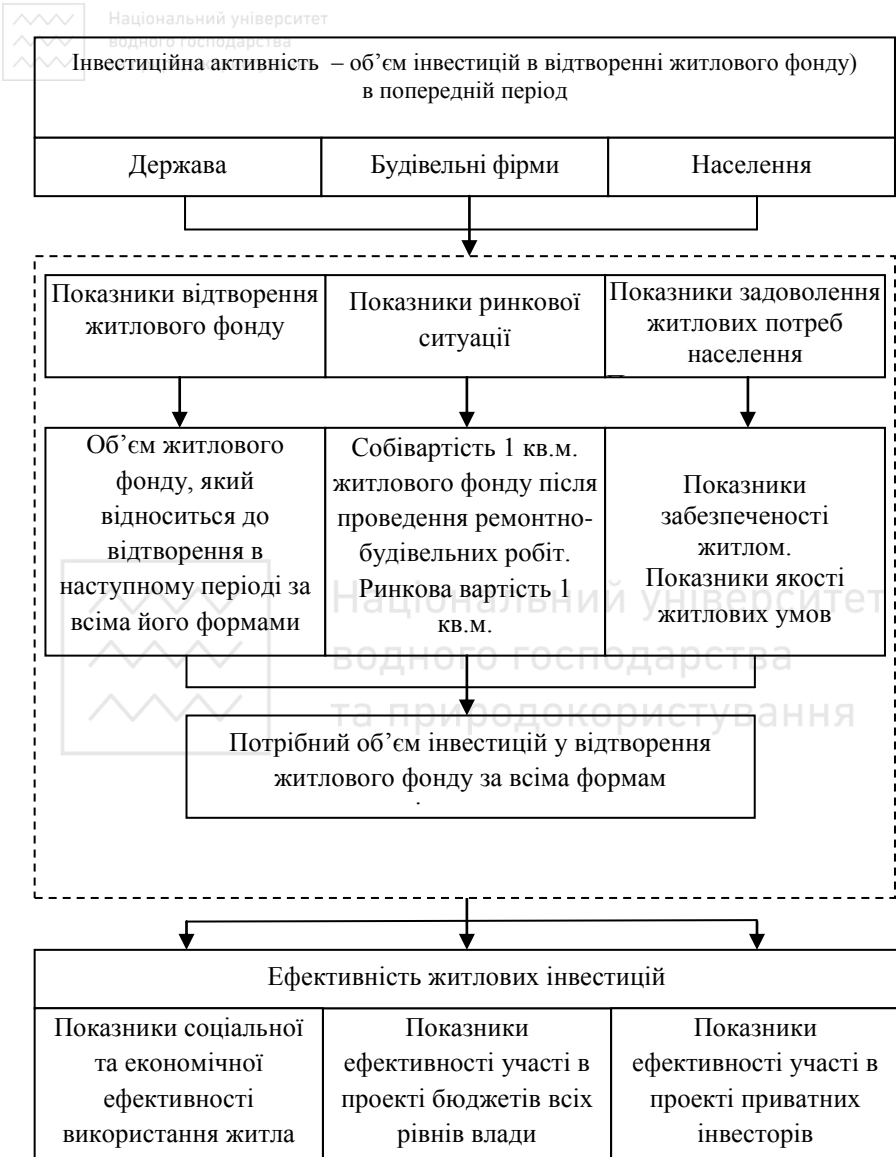 Національний університет
водного господарства
Інвестиційна активність – об’єм інвестицій в відтворенні житлового фонду)
в попередній період
Держава
Будівельні фірми
Населення
Показники відтворення
житлового фонду
Показники ринкової
ситуації
Показники задоволення
житлових потреб
населення
Об’єм житлового
фонду, який
відноситься до
відтворення в
наступному періоді за
всіма його формами
Собівартість 1 кв.м.
житлового фонду після
проведення ремонтно-
будівельних робіт.
Ринкова вартість 1
кв.м.
Показники
забезпеченості
житлом.
Показники якості
житлових умов
Національний університет
водного господарства
та природокористування
Потрібний об’єм інвестицій у відтворення
житлового фонду за всіма формам
Ефективність житлових інвестицій
Показники соціальної
та економічної
ефективності
використання житла
Показники
ефективності участі в
проекті бюджетів всіх
рівнів влади
Показники
ефективності участі в
проекті приватних
інвесторів